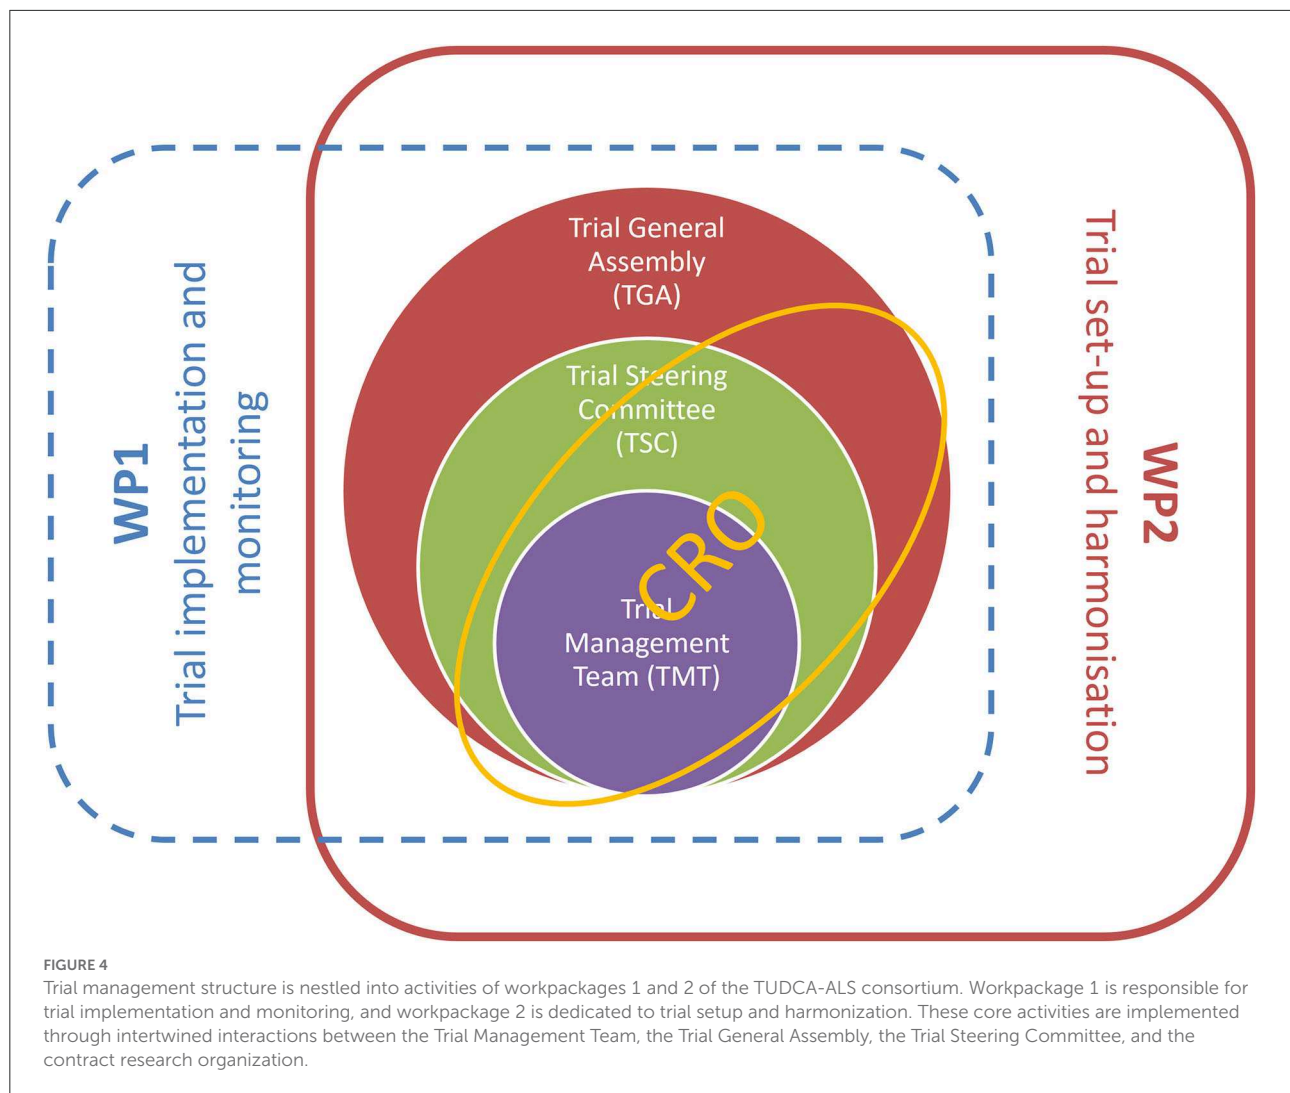 WP1
Trial implementation and
monitoring
Trial General
Assembly
(TGA)
Trial Steering
Committee
(TSC)
CRO
Trial
Management
Team (TMT)
WP2
Trial set-up and harmonisation
FIGURE 4
Trial management structure is nestled into activities of workpackages 1 and 2 of the TUDCA-ALS consortium. Workpackage 1 is responsible for
trial implementation and monitoring, and workpackage 2 is dedicated to trial setup and harmonization. These core activities are implemented
through intertwined interactions between the Trial Management Team, the Trial General Assembly, the Trial Steering Committee, and the
contract research organization.